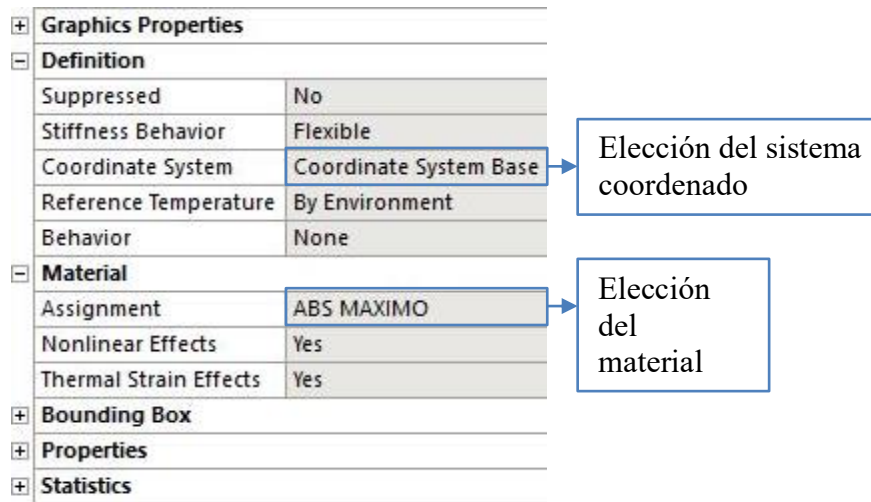 Graphics Properties
Definition
Suppressed No
Stiffness Behavior Flexible
Coordinate System Coordinate System Base
Reference Temperature By Environment
Behavior None
Material
Assignment ABS MAXIMO
Nonlinear Effects Yes
Thermal Strain Effects Yes
Bounding Box
Properties
Statistics
Elección del sistema
coordenado
Elección
del
material